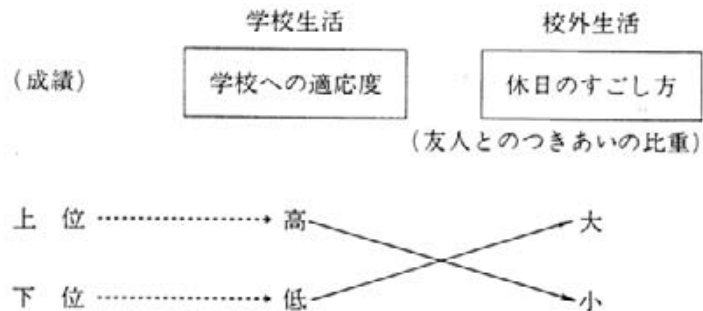 学校生活 校外生活
(成績) 学校への適応度 休日のすごし方
(友人とのつきあいの比重)
上位 高 大
下位 低 小